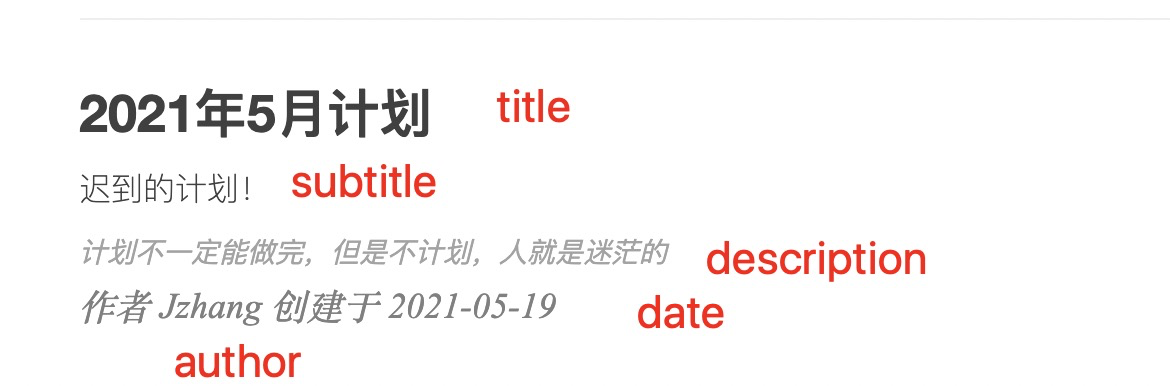 2021年5月计划 title
迟到的计划！ subtitle
计划不一定能做完，但是不计划，人就是迷茫的 description
作者 Jzhang 创建于 2021-05-19 date
author